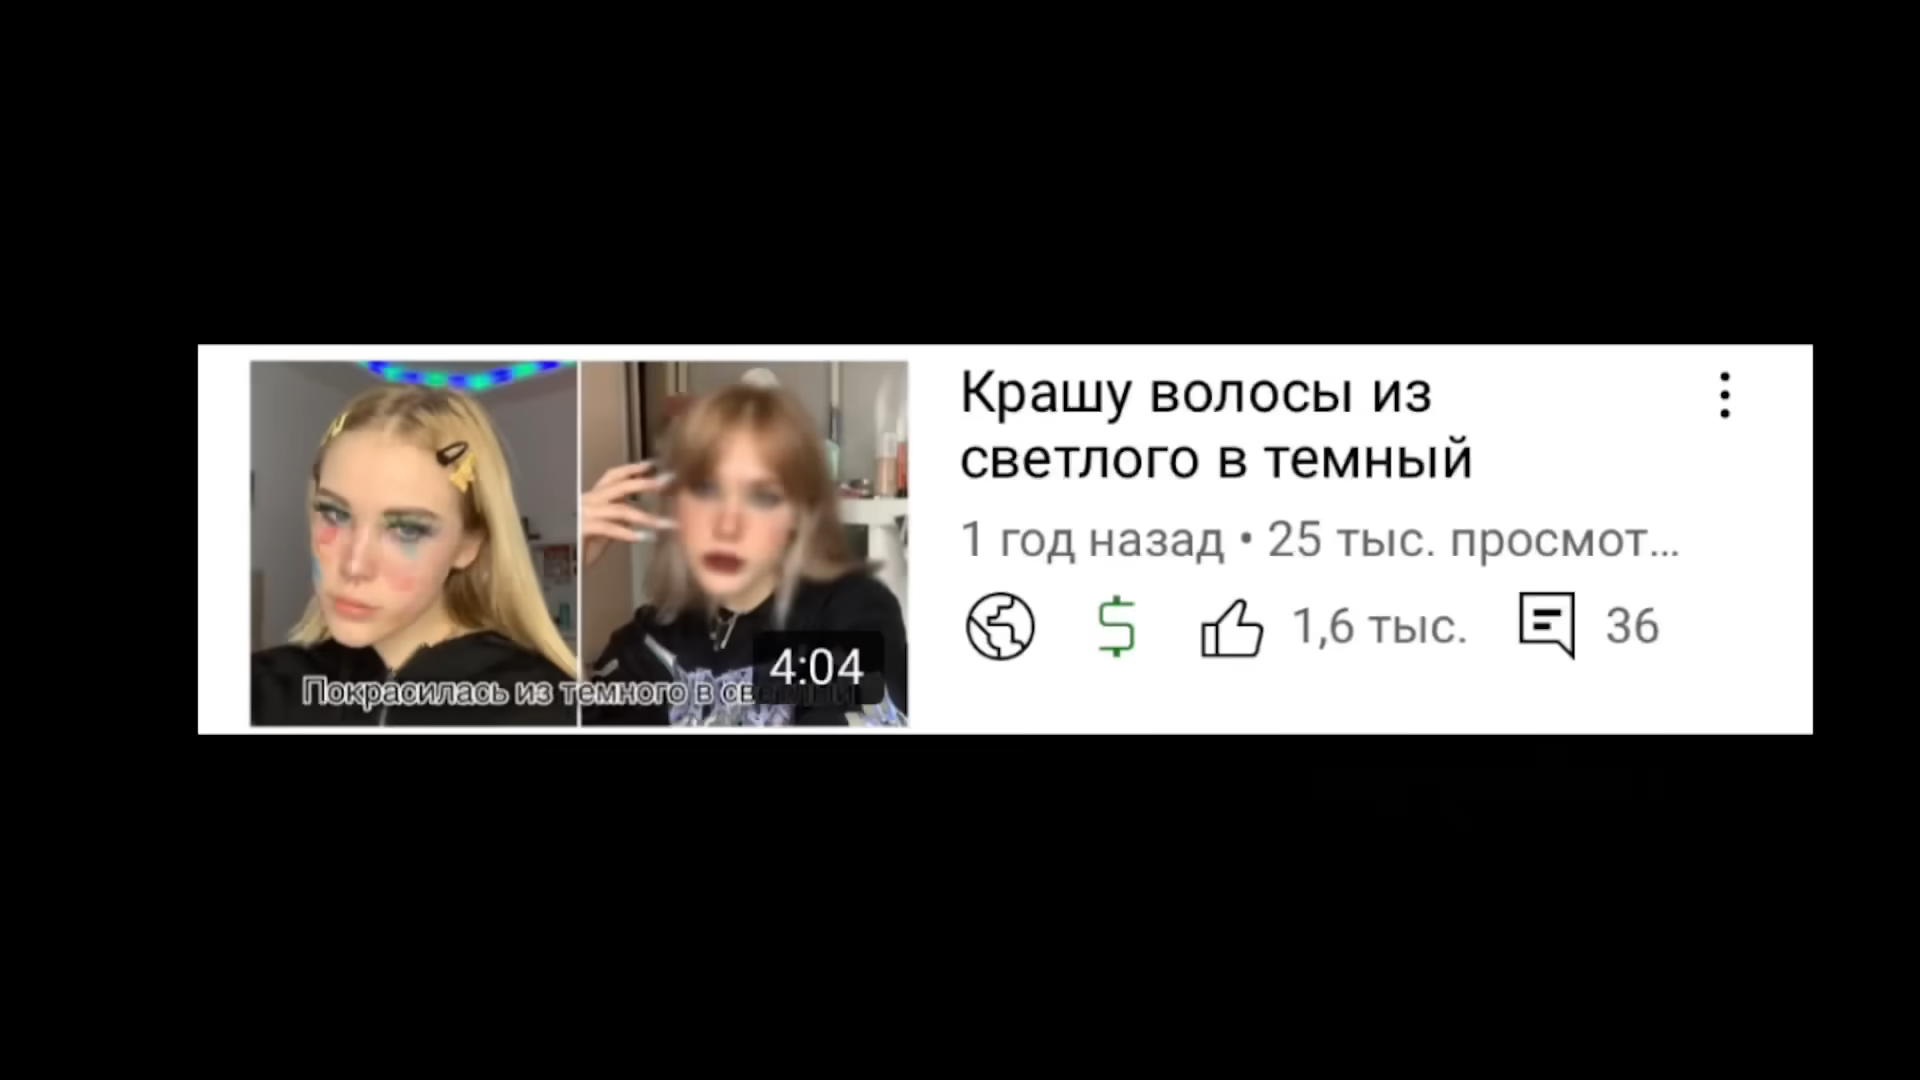 Крашу волосы из
светлого в темный
1 год назад • 25 тыс. просмот...
1,6 тыс. 36
4:04
Покрасилась из темного в